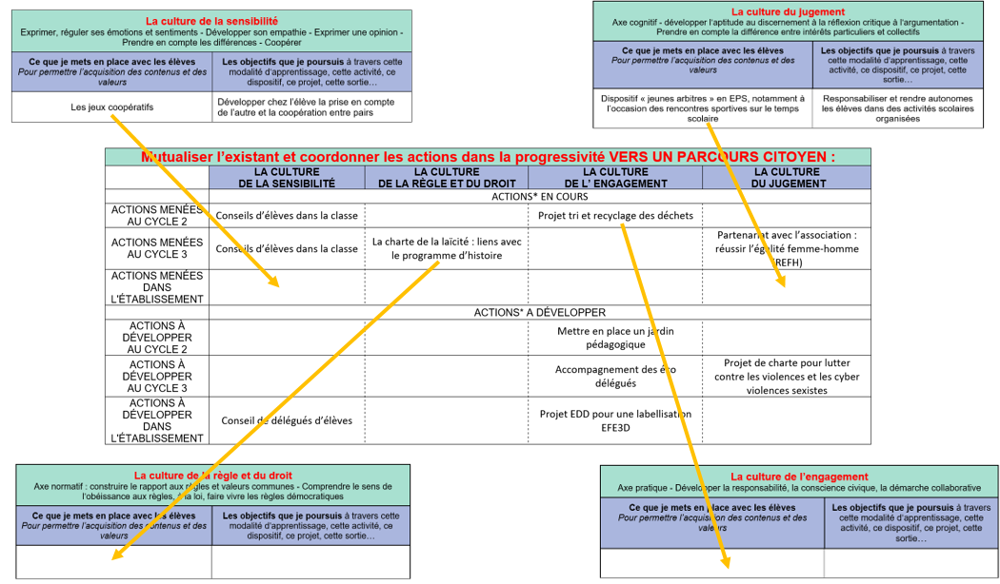 La culture de la sensibilité
Exprimer, réguler ses émotions et sentiments - Développer son empathie - Exprimer une opinion -
Prendre en compte les différences - Coopérer
Ce que je mets en place avec les élèves
Pour permettre l'acquisition des contenus et des
valeurs
Les objectifs que je poursuis à travers cette
modalité d'apprentissage, cette activité, ce
dispositif, ce projet, cette sortie…
Les jeux coopératifs
Développer chez l'élève la prise en compte
de l'autre et la coopération entre pairs
La culture du jugement
Axe cognitif - développer l'aptitude au discernement à la réflexion critique à l'argumentation -
Prendre en compte la différence entre intérêts particuliers et collectifs
Ce que je mets en place avec les élèves
Pour permettre l'acquisition des contenus et des
valeurs
Les objectifs que je poursuis à travers
cette modalité d'apprentissage, cette
activité, ce dispositif, ce projet, cette
sortie…
Dispositif « jeunes arbitres » en EPS, notamment à
l'occasion des rencontres sportives sur le temps
scolaire
Responsabiliser et rendre autonomes
les élèves dans des activités scolaires
organisées
Mutualiser l'existant et coordonner les actions dans la progressivité VERS UN PARCOURS CITOYEN :
LA CULTURE
DE LA SENSIBILITÉ
LA CULTURE
DE LA RÈGLE ET DU DROIT
LA CULTURE
DE L' ENGAGEMENT
LA CULTURE
DU JUGEMENT
ACTIONS* EN COURS
ACTIONS MENÉES
AU CYCLE 2
Conseils d'élèves dans la classe
Projet tri et recyclage des déchets
ACTIONS MENÉES
AU CYCLE 3
Conseils d'élèves dans la classe
La charte de la laïcité : liens avec
le programme d'histoire
Partenariat avec l'association :
réussir l'égalité femme-homme
(REFH)
ACTIONS MENÉES
DANS
L'ÉTABLISSEMENT
ACTIONS* A DÉVELOPPER
ACTIONS À
DÉVELOPPER
AU CYCLE 2
Mettre en place un jardin
pédagogique
ACTIONS À
DÉVELOPPER
AU CYCLE 3
Accompagnement des éco
délégués
Projet de charte pour lutter
contre les violences et les cyber
violences sexistes
ACTIONS À
DÉVELOPPER
DANS
L'ÉTABLISSEMENT
Conseil de délégués d'élèves
Projet EDD pour une labellisation
EFE3D
La culture de la règle et du droit
Axe normatif : construire le rapport aux règles et valeurs communes - Comprendre le sens de
l'obéissance aux règles, à la loi, faire vivre les règles démocratiques
Ce que je mets en place avec les élèves
Pour permettre l'acquisition des contenus et des
valeurs
Les objectifs que je poursuis à travers cette
modalité d'apprentissage, cette activité, ce
dispositif, ce projet, cette sortie…
La culture de l'engagement
Axe pratique - Développer la responsabilité, la conscience civique, la démarche collaborative
Ce que je mets en place avec les élèves
Pour permettre l'acquisition des contenus et des
valeurs
Les objectifs que je poursuis à travers
cette modalité d'apprentissage, cette
activité, ce dispositif, ce projet, cette
sortie…